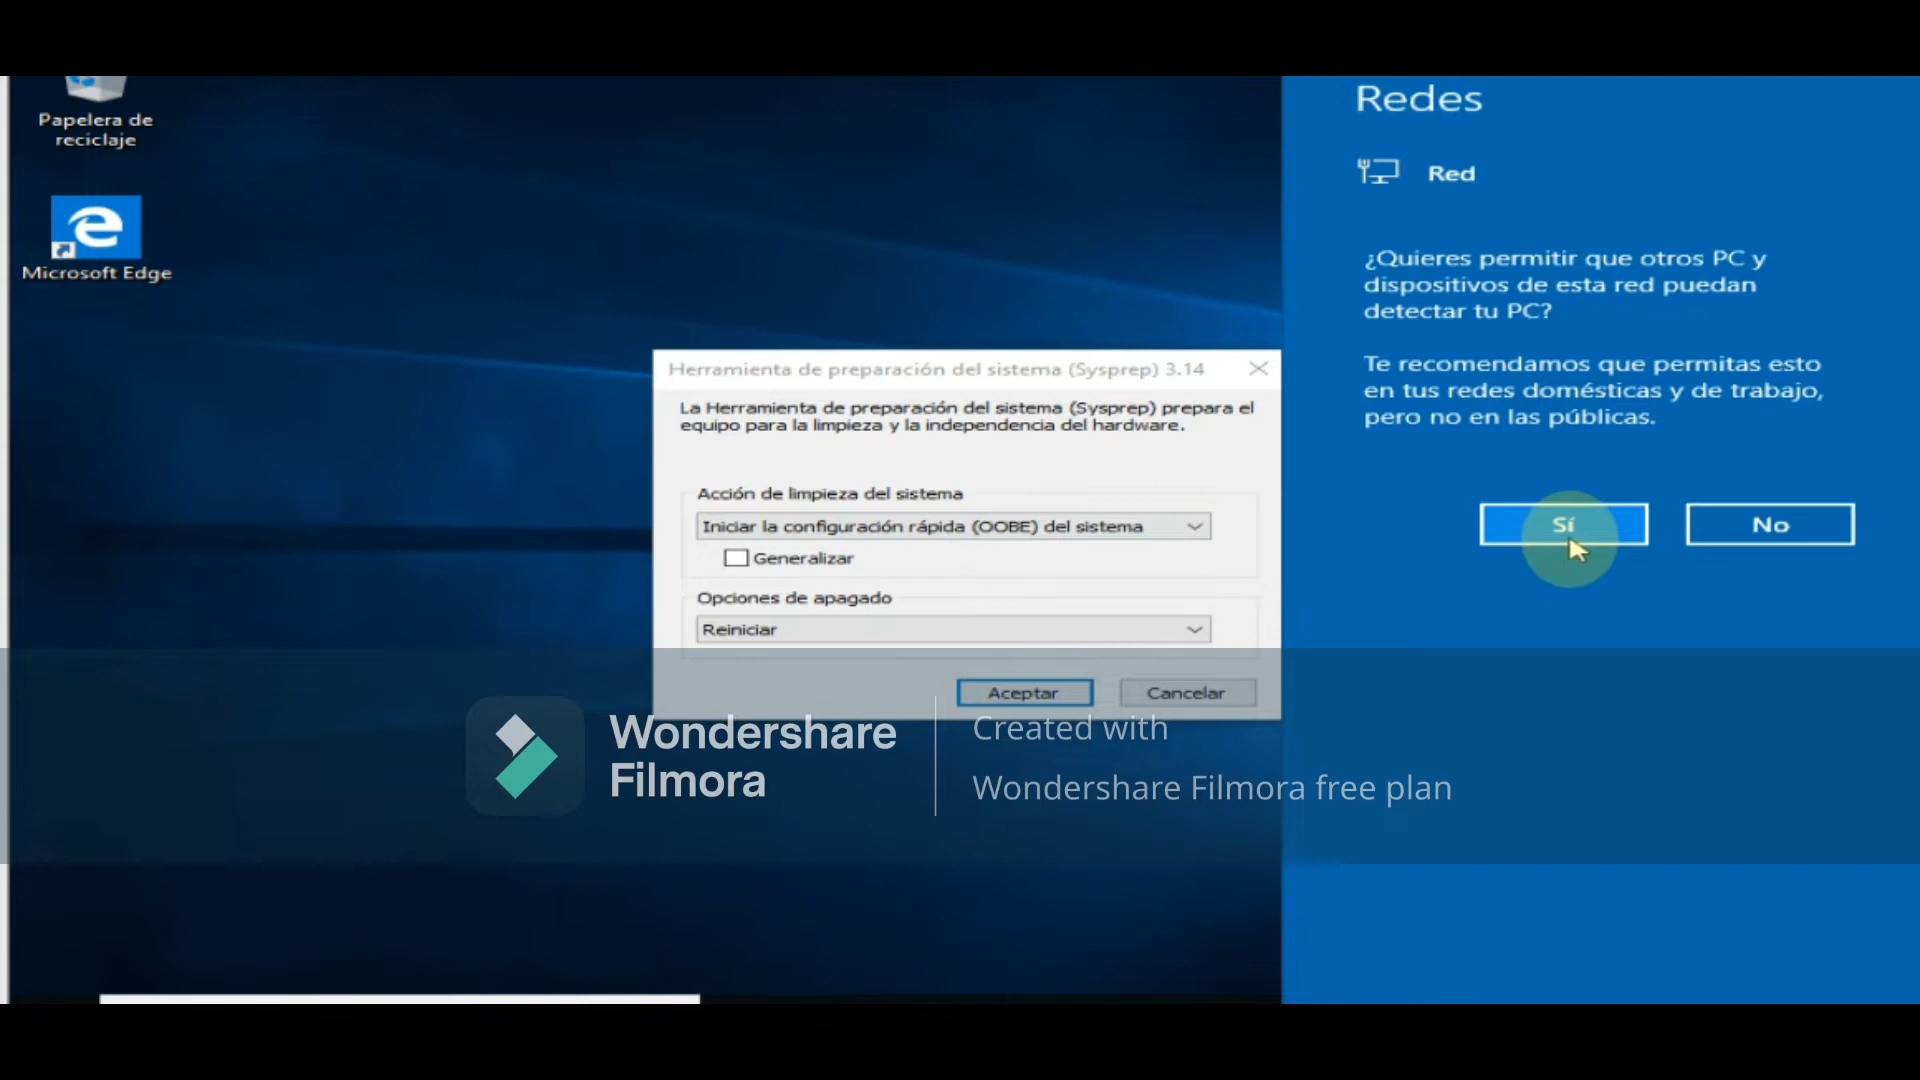 Papelera de
reciclaje
Microsoft Edge
Herramienta de preparación del sistema (Sysprep) 3.14
La Herramienta de preparación del sistema (Sysprep) prepara el
equipo para la limpieza y la independencia del hardware.
Acción de limpieza del sistema
Iniciar la configuración rápida (OOBE) del sistema
Generalizar
Opciones de apagado
Reiniciar
Aceptar
Cancelar
Redes
Red
¿Quieres permitir que otros PC y
dispositivos de esta red puedan
detectar tu PC?
Te recomendamos que permitas esto
en tus redes domésticas y de trabajo,
pero no en las públicas.
Sí
No
Wondershare
Filmora
Created with
Wondershare Filmora free plan